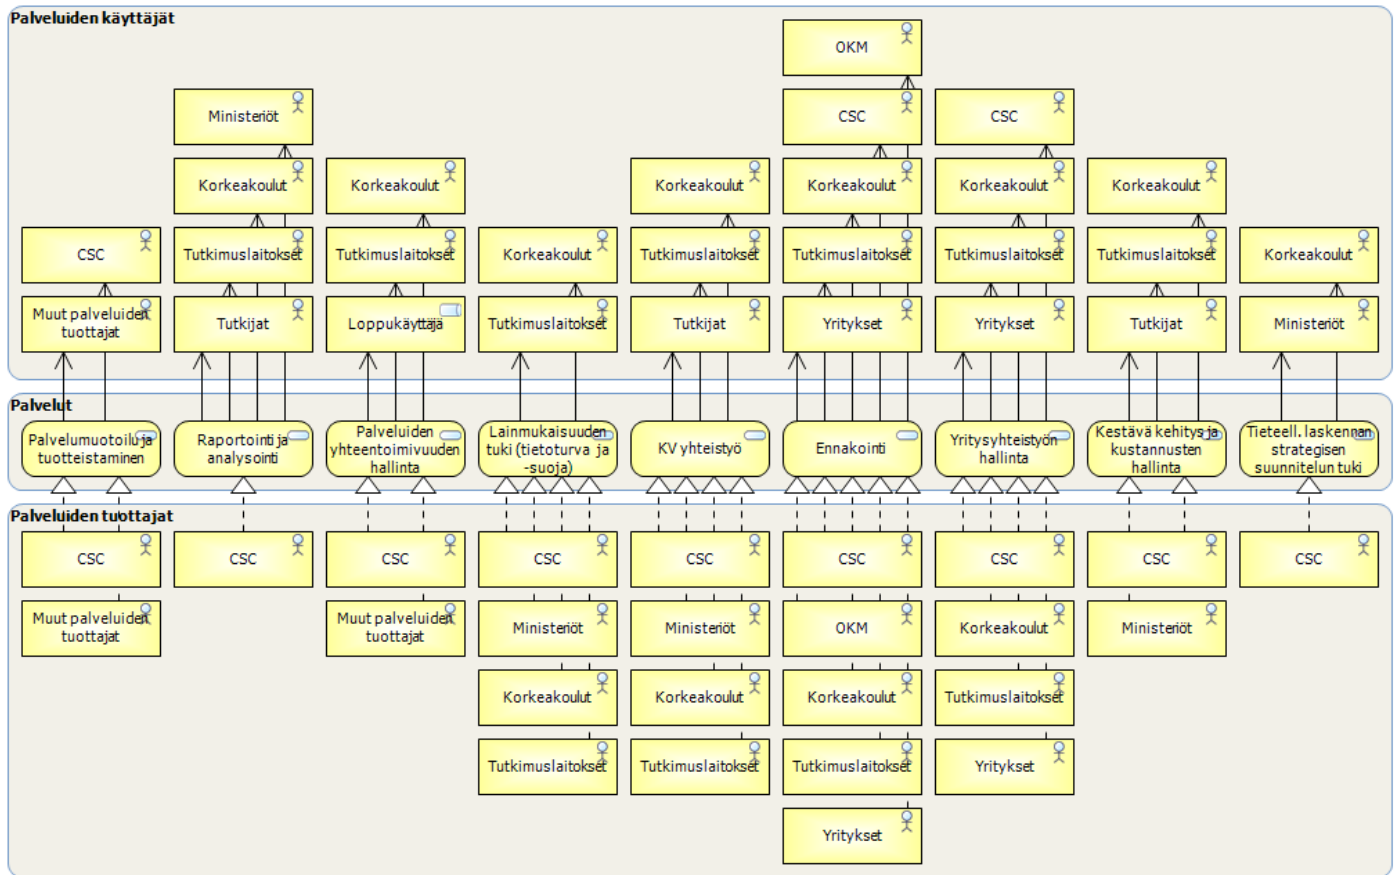 Palveluiden käyttäjät
OKM
Ministeriöt
CSC
CSC
Korkeakoulut
Korkeakoulut
Korkeakoulut
Korkeakoulut
Korkeakoulut
Korkeakoulut
CSC
Tutkimuslaitokset
Tutkimuslaitokset
Korkeakoulut
Tutkimuslaitokset
Tutkimuslaitokset
Tutkimuslaitokset
Tutkimuslaitokset
Korkeakoulut
Muut palveluiden
tuottajat
Tutkijat
Loppukäyttäjä
Tutkimuslaitokset
Tutkijat
Yritykset
Yritykset
Tutkijat
Ministeriöt
Palvelut
Palvelumuotoilu ja
tuotteistaminen
Raportointi ja
analysointi
Palveluiden
yhteentoimivuuden
hallinta
Lainmukaisuuden
tuki (tietoturva ja
-suoja)
KV yhteistyö
Ennakointi
Yritysyhteistyön
hallinta
Kestävä kehitys ja
kustannusten
hallinta
Tieteell. laskennan
strategisen
suunnitelun tuki
Palveluiden tuottajat
CSC
CSC
CSC
CSC
CSC
CSC
CSC
CSC
CSC
Muut palveluiden
tuottajat
Muut palveluiden
tuottajat
Ministeriöt
Ministeriöt
OKM
Korkeakoulut
Ministeriöt
Korkeakoulut
Korkeakoulut
Korkeakoulut
Tutkimuslaitokset
Tutkimuslaitokset
Tutkimuslaitokset
Tutkimuslaitokset
Yritykset
Yritykset